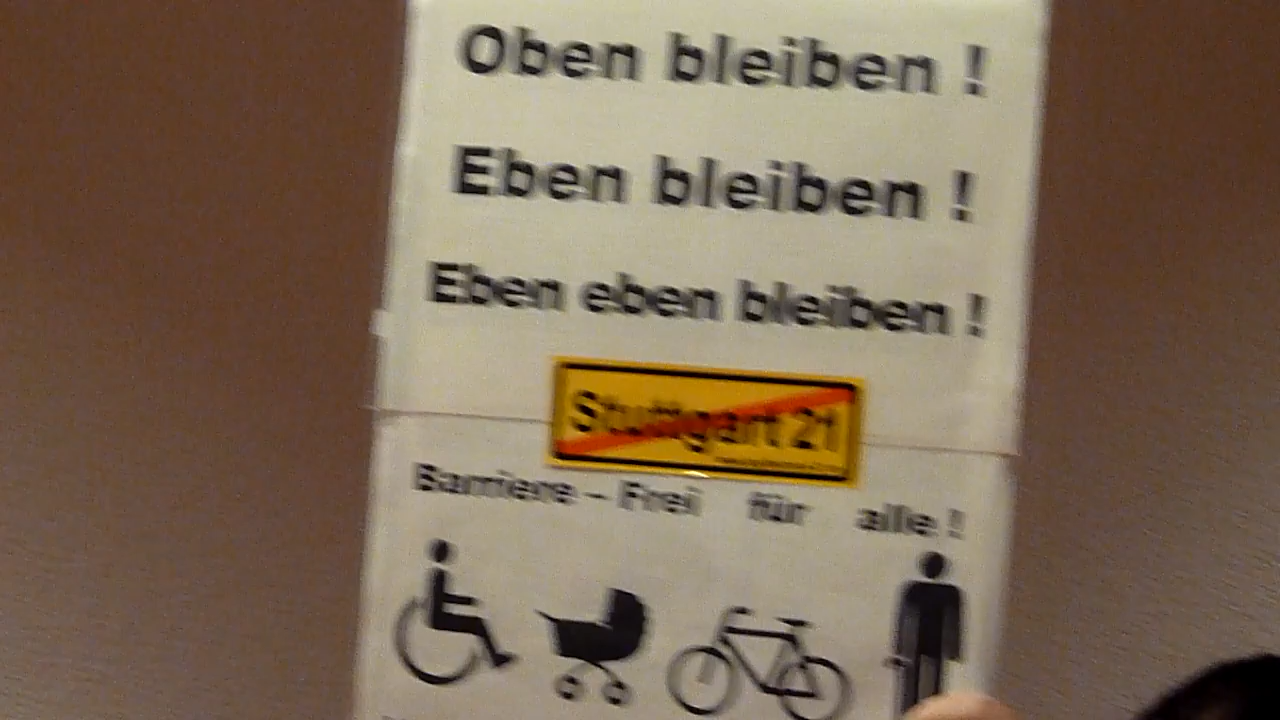 Oben bleiben !
Eben bleiben !
Eben eben bleiben !
Stuttgart 21
Barriere - Frei für alle !